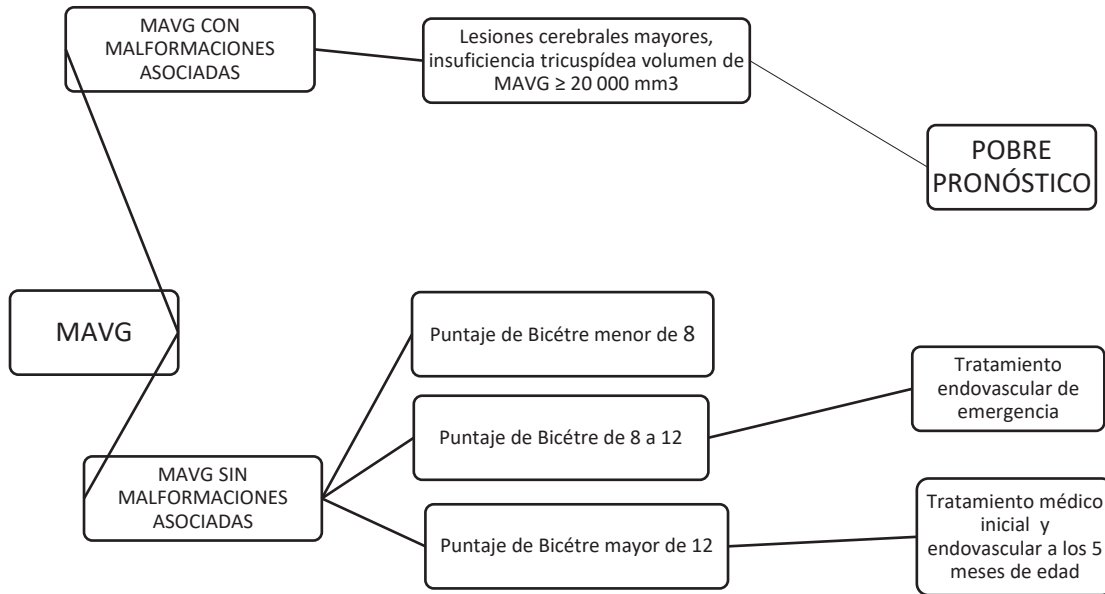 MAVG CON
MALFORMACIONES
ASOCIADAS
Lesiones cerebrales mayores,
insuficiencia tricuspídea volumen de
MAVG ≥ 20 000 mm3
POBRE
PRONÓSTICO
MAVG
Puntaje de Bicétre menor de 8
Puntaje de Bicétre de 8 a 12
Tratamiento
endovascular de
emergencia
MAVG SIN
MALFORMACIONES
ASOCIADAS
Puntaje de Bicétre mayor de 12
Tratamiento médico
inicial y
endovascular a los 5
meses de edad